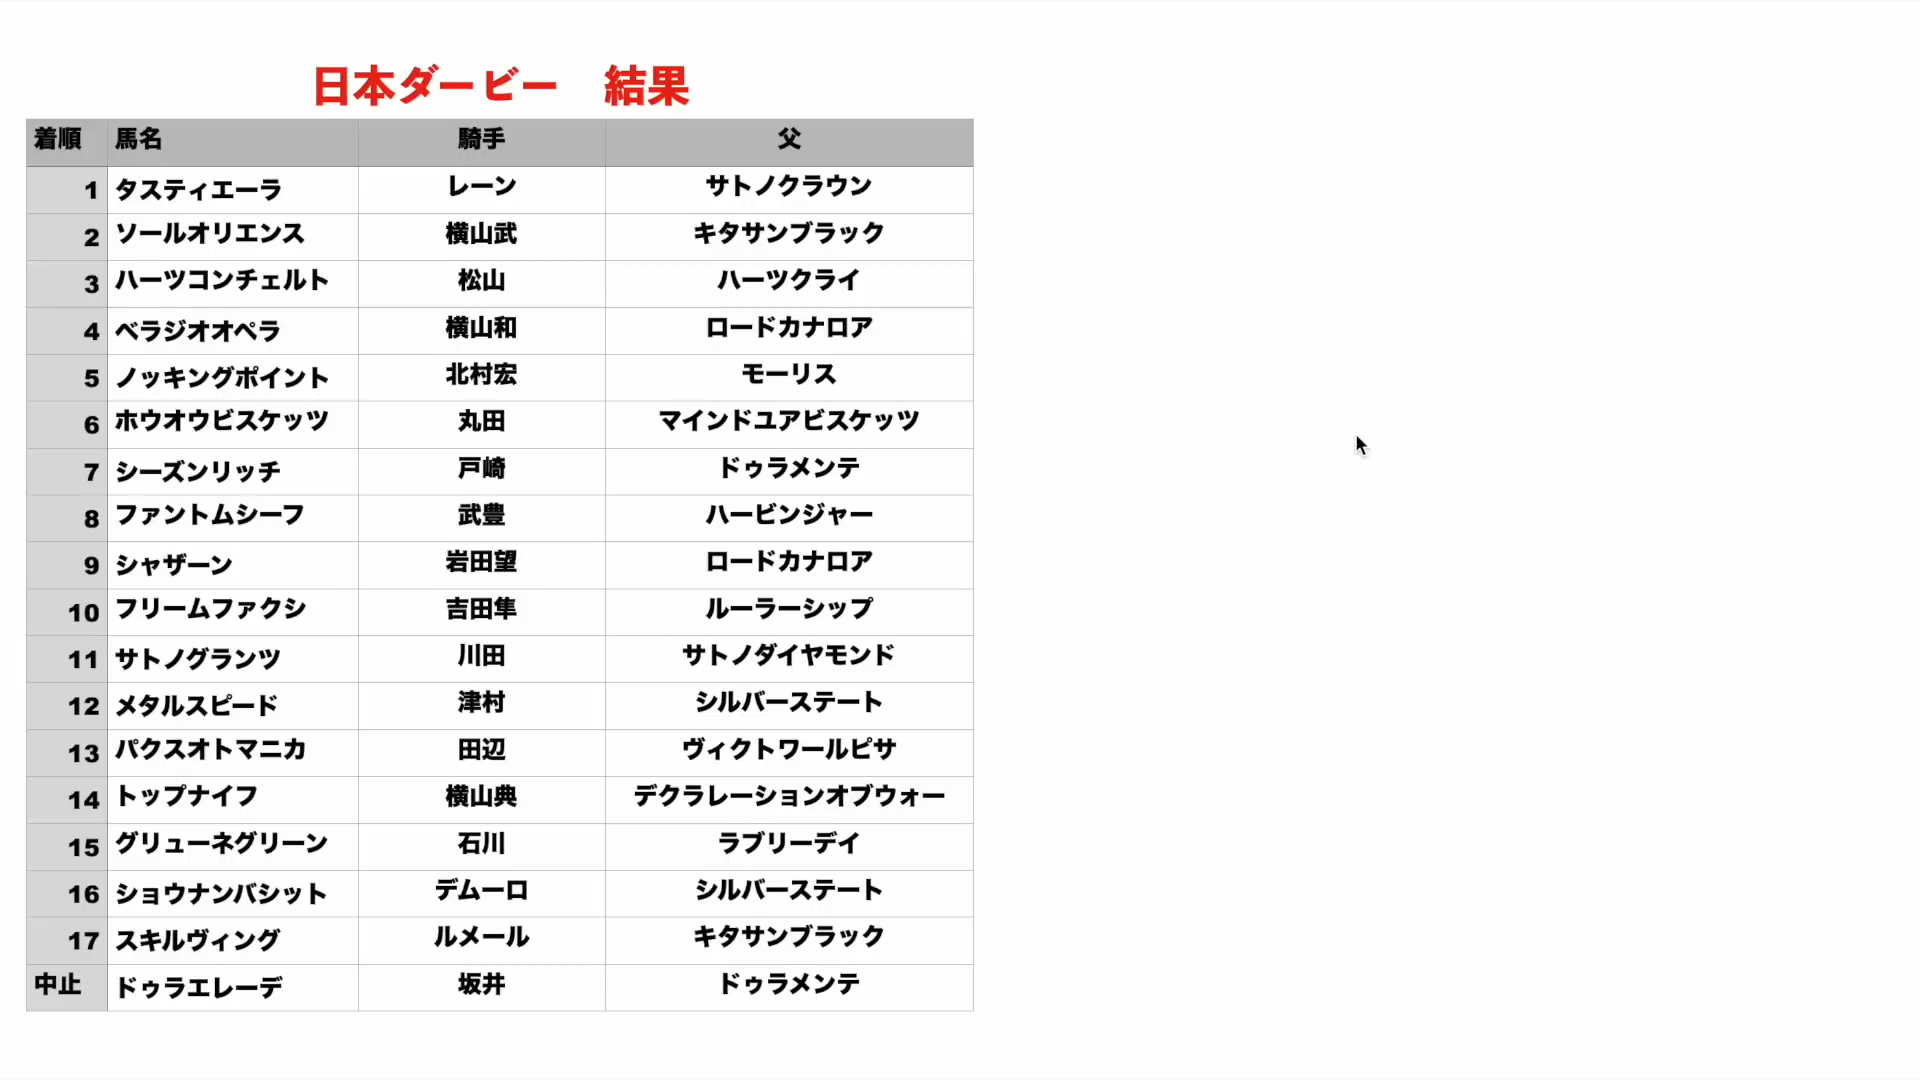 日本ダービー　結果
着順 馬名 騎手 父
1 タスティエーラ レーン サトノクラウン
2 ソールオリエンス 横山武 キタサンブラック
3 ハーツコンチェルト 松山 ハーツクライ
4 ベラジオオペラ 横山和 ロードカナロア
5 ノッキングポイント 北村宏 モーリス
6 ホウオウビスケッツ 丸田 マインドユアビスケッツ
7 シーズンリッチ 戸崎 ドゥラメンテ
8 ファントムシーフ 武豊 ハービンジャー
9 シャザーン 岩田望 ロードカナロア
10 フリームファクシ 吉田隼 ルーラーシップ
11 サトノグランツ 川田 サトノダイヤモンド
12 メタルスピード 津村 シルバーステート
13 パクスオトマニカ 田辺 ヴィクトワールピサ
14 トップナイフ 横山典 デクラレーションオブウォー
15 グリューネグリーン 石川 ラブリーデイ
16 ショウナンバシット デムーロ シルバーステート
17 スキルヴィング ルメール キタサンブラック
中止 ドゥラエレーデ 坂井 ドゥラメンテ